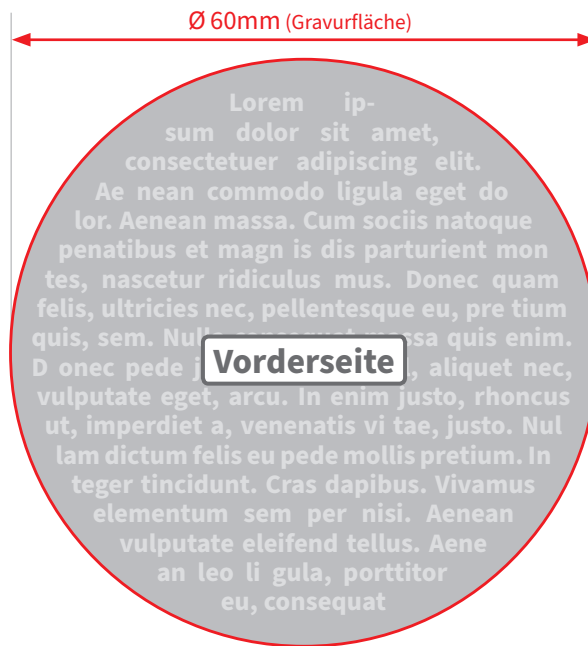 Ø 60mm (Gravurfläche)
Lorem ip-
sum dolor sit amet,
consectetuer adipiscing elit.
Ae nean commodo ligula eget do
lor. Aenean massa. Cum sociis natoque
penatibus et magn is dis parturient mon
tes, nascetur ridiculus mus. Donec quam
felis, ultricies nec, pellentesque eu, pre tium
quis, sem. quis enim.
D onec pede aliquet nec,
Vorderseite
vulputate eget, arcu. In enim justo, rhoncus
ut, imperdiet a, venenatis vi tae, justo. Nul
lam dictum felis eu pede mollis pretium. In
teger tincidunt. Cras dapibus. Vivamus
elementum sem per nisi. Aenean
vulputate eleifend tellus. Aene
an leo li gula, porttitor
eu, consequat